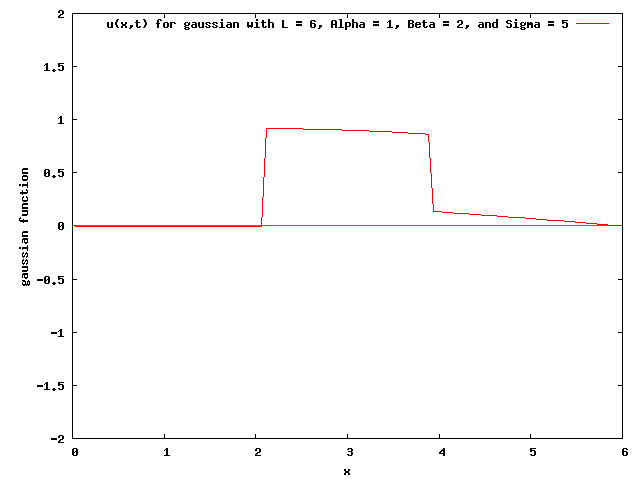 u(x,t) for gaussian with L = 6, Alpha = 1, Beta = 2, and Sigma = 5
2
1.5
1
0.5
0
-0.5
-1
-1.5
-2
gaussian function
0 1 2 3 4 5 6
x